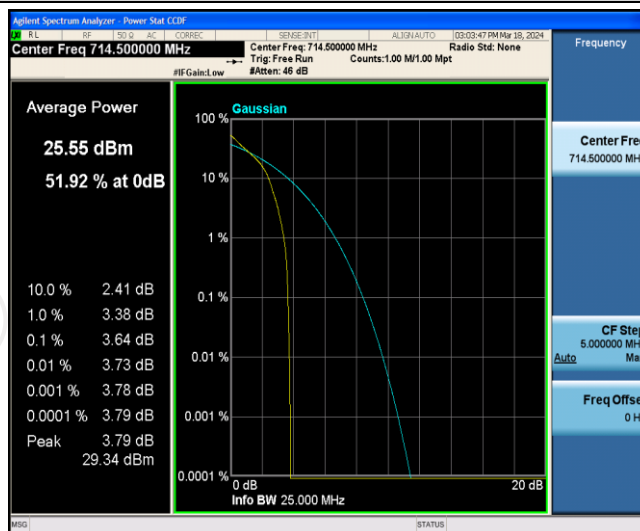 Agilent Spectrum Analyzer - Power Stat CCDF
RL RF 50 Ω AC CORREC SENSE:INT ALIGNAUTO 03:03:47 PM Mar 18, 2024
Center Freq 714.500000 MHz
Center Freq: 714.500000 MHz Radio Std: None
Trig: Free Run Counts:1.00 M/1.00 Mpt
#IFGain:Low #Atten: 46 dB
Frequency
Average Power
25.55 dBm
51.92 % at 0dB
10.0 % 2.41 dB
1.0 % 3.38 dB
0.1 % 3.64 dB
0.01 % 3.73 dB
0.001 % 3.78 dB
0.0001 % 3.79 dB
Peak 3.79 dB
29.34 dBm
Gaussian
100 %
10 %
1 %
0.1 %
0.01 %
0.001 %
0.0001 %
0 dB 20 dB
Info BW 25.000 MHz
Center Fre
714.500000 MH
CF Step
5.000000 MH
Auto Ma
Freq Offse
0 H
MSG STATUS